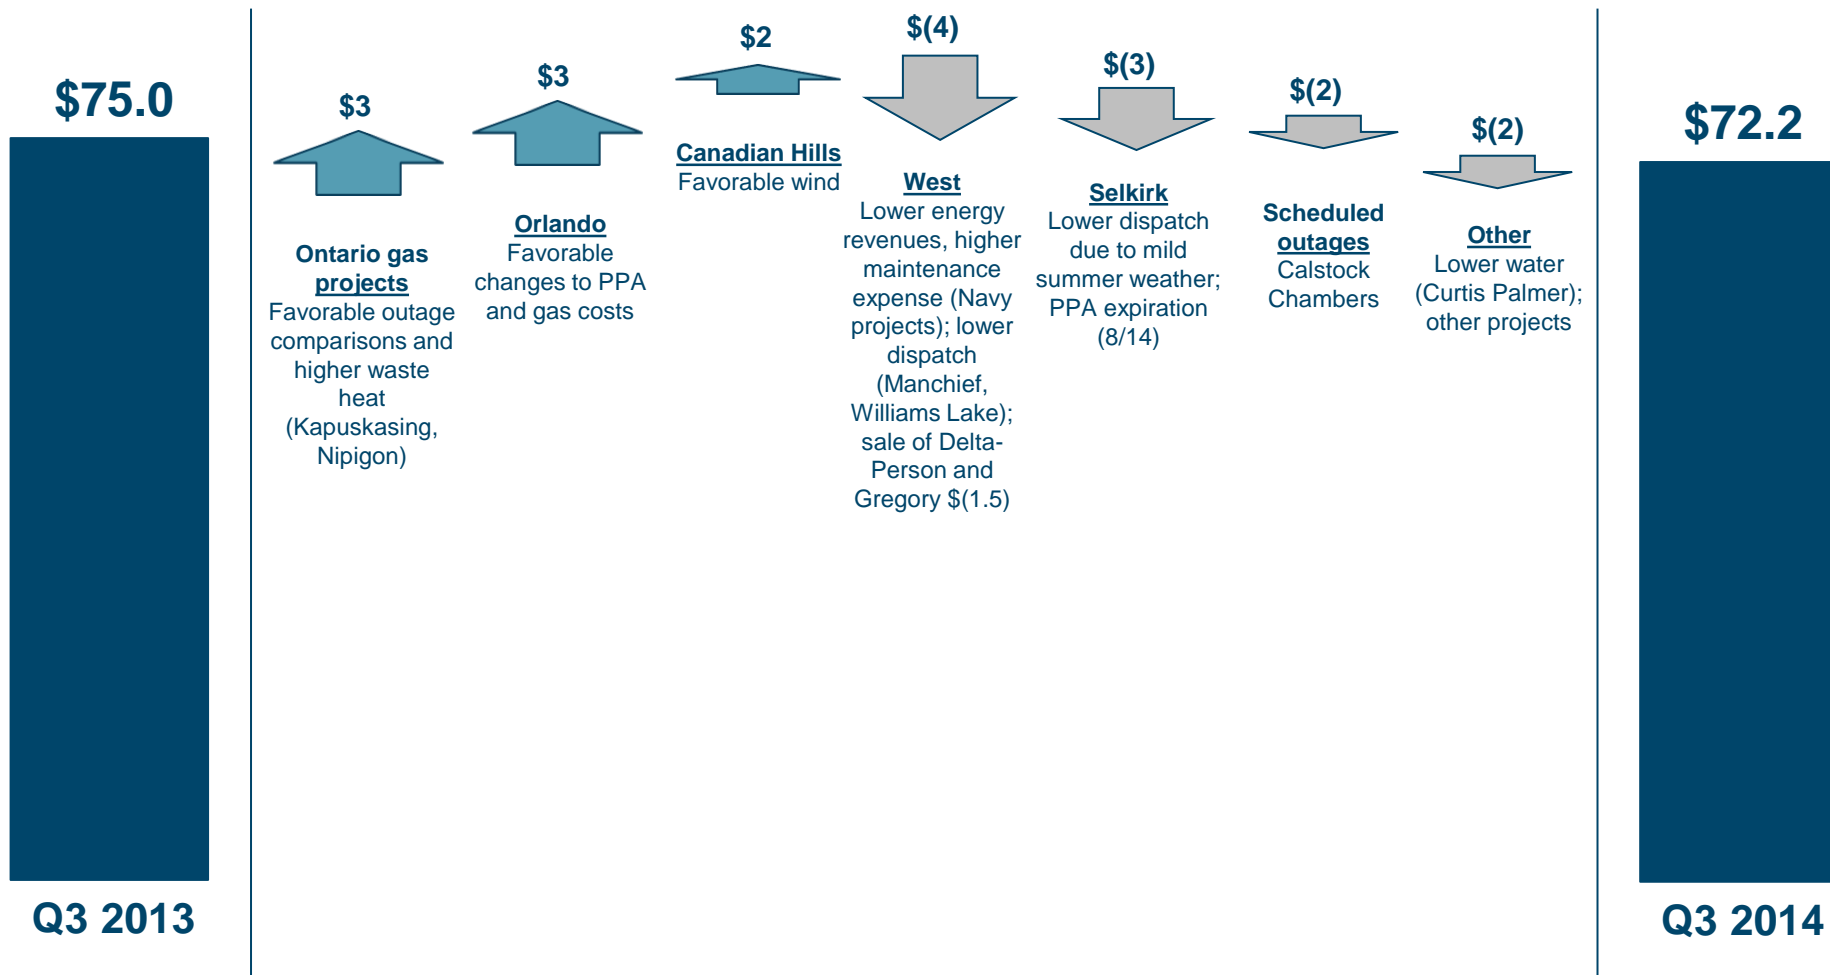 $75.0
Q3 2013
$3
Ontario gas
projects
Favorable outage
comparisons and
higher waste
heat
(Kapuskasing,
Nipigon)
$3
Orlando
Favorable
changes to PPA
and gas costs
$2
Canadian Hills
Favorable wind
$(4)
West
Lower energy
revenues, higher
maintenance
expense (Navy
projects); lower
dispatch
(Manchief,
Williams Lake);
sale of Delta-
Person and
Gregory $(1.5)
$(3)
Selkirk
Lower dispatch
due to mild
summer weather;
PPA expiration
(8/14)
$(2)
Scheduled
outages
Calstock
Chambers
$(2)
Other
Lower water
(Curtis Palmer);
other projects
$72.2
Q3 2014